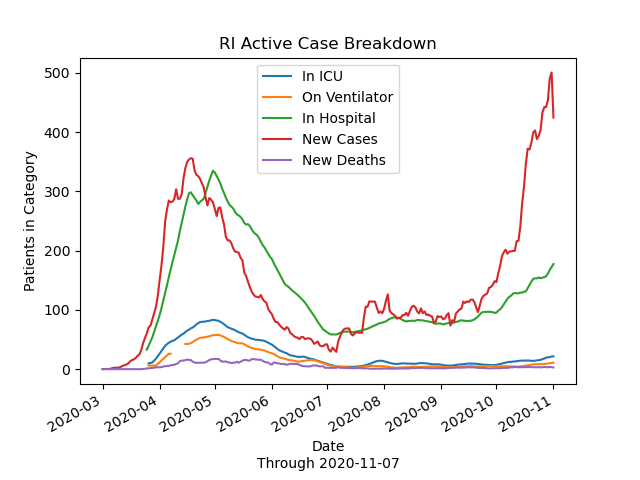 RI Active Case Breakdown
In ICU
On Ventilator
In Hospital
New Cases
New Deaths
Patients in Category
500
400
300
200
100
0
2020-03
2020-04
2020-05
2020-06
2020-07
2020-08
2020-09
2020-10
2020-11
Date
Through 2020-11-07